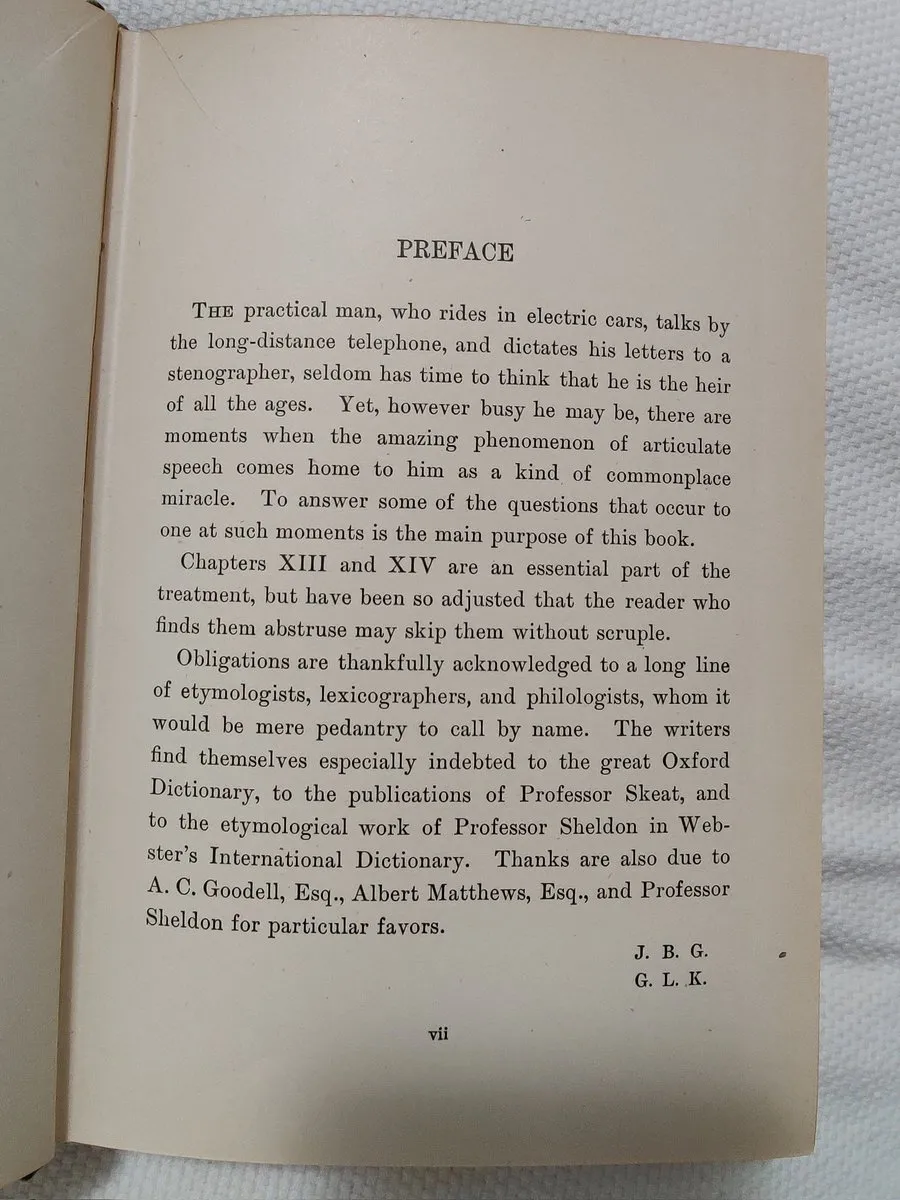 PREFACE
THE practical man, who rides in electric cars, talks by
the long-distance telephone, and dictates his letters to a
stenographer, seldom has time to think that he is the heir
of all the ages. Yet, however busy he may be, there are
moments when the amazing phenomenon of articulate
speech comes home to him as a kind of commonplace
miracle. To answer some of the questions that occur to
one at such moments is the main purpose of this book.
Chapters XIII and XIV are an essential part of the
treatment, but have been so adjusted that the reader who
finds them abstruse may skip them without scruple.
Obligations are thankfully acknowledged to a long line
of etymologists, lexicographers, and philologists, whom it
would be mere pedantry to call by name. The writers
find themselves especially indebted to the great Oxford
Dictionary, to the publications of Professor Skeat, and
to the etymological work of Professor Sheldon in Web-
ster's International Dictionary. Thanks are also due to
A. C. Goodell, Esq., Albert Matthews, Esq., and Professor
Sheldon for particular favors.
J. B. G.
G. L. K.
vii